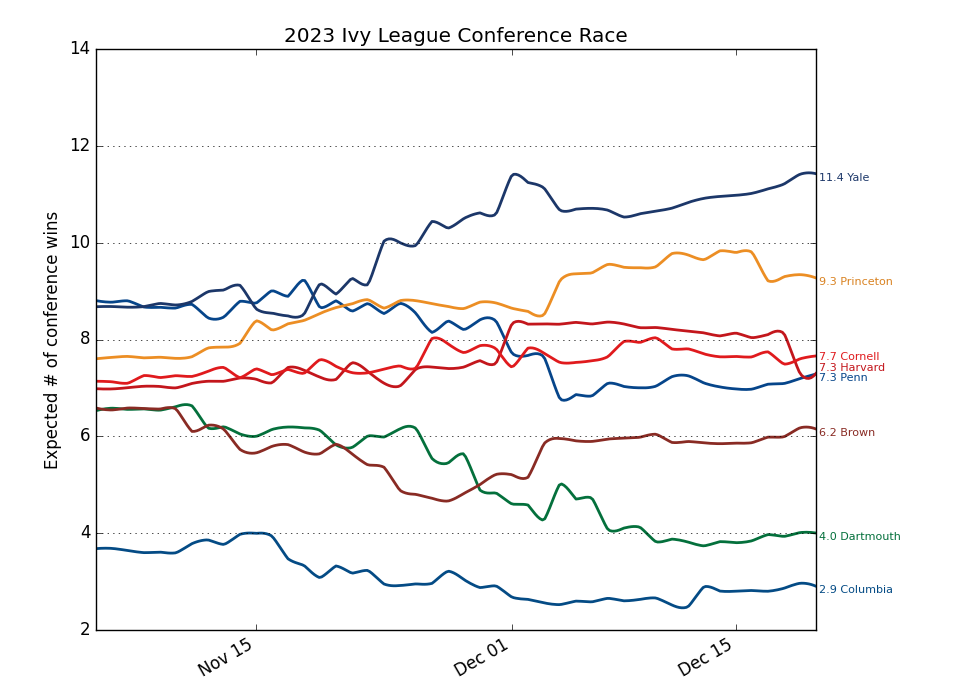 2023 Ivy League Conference Race
Expected # of conference wins
14
12
10
8
6
4
2
11.4 Yale
9.3 Princeton
7.7 Cornell
7.3 Harvard
7.3 Penn
6.2 Brown
4.0 Dartmouth
2.9 Columbia
Nov 15
Dec 01
Dec 15